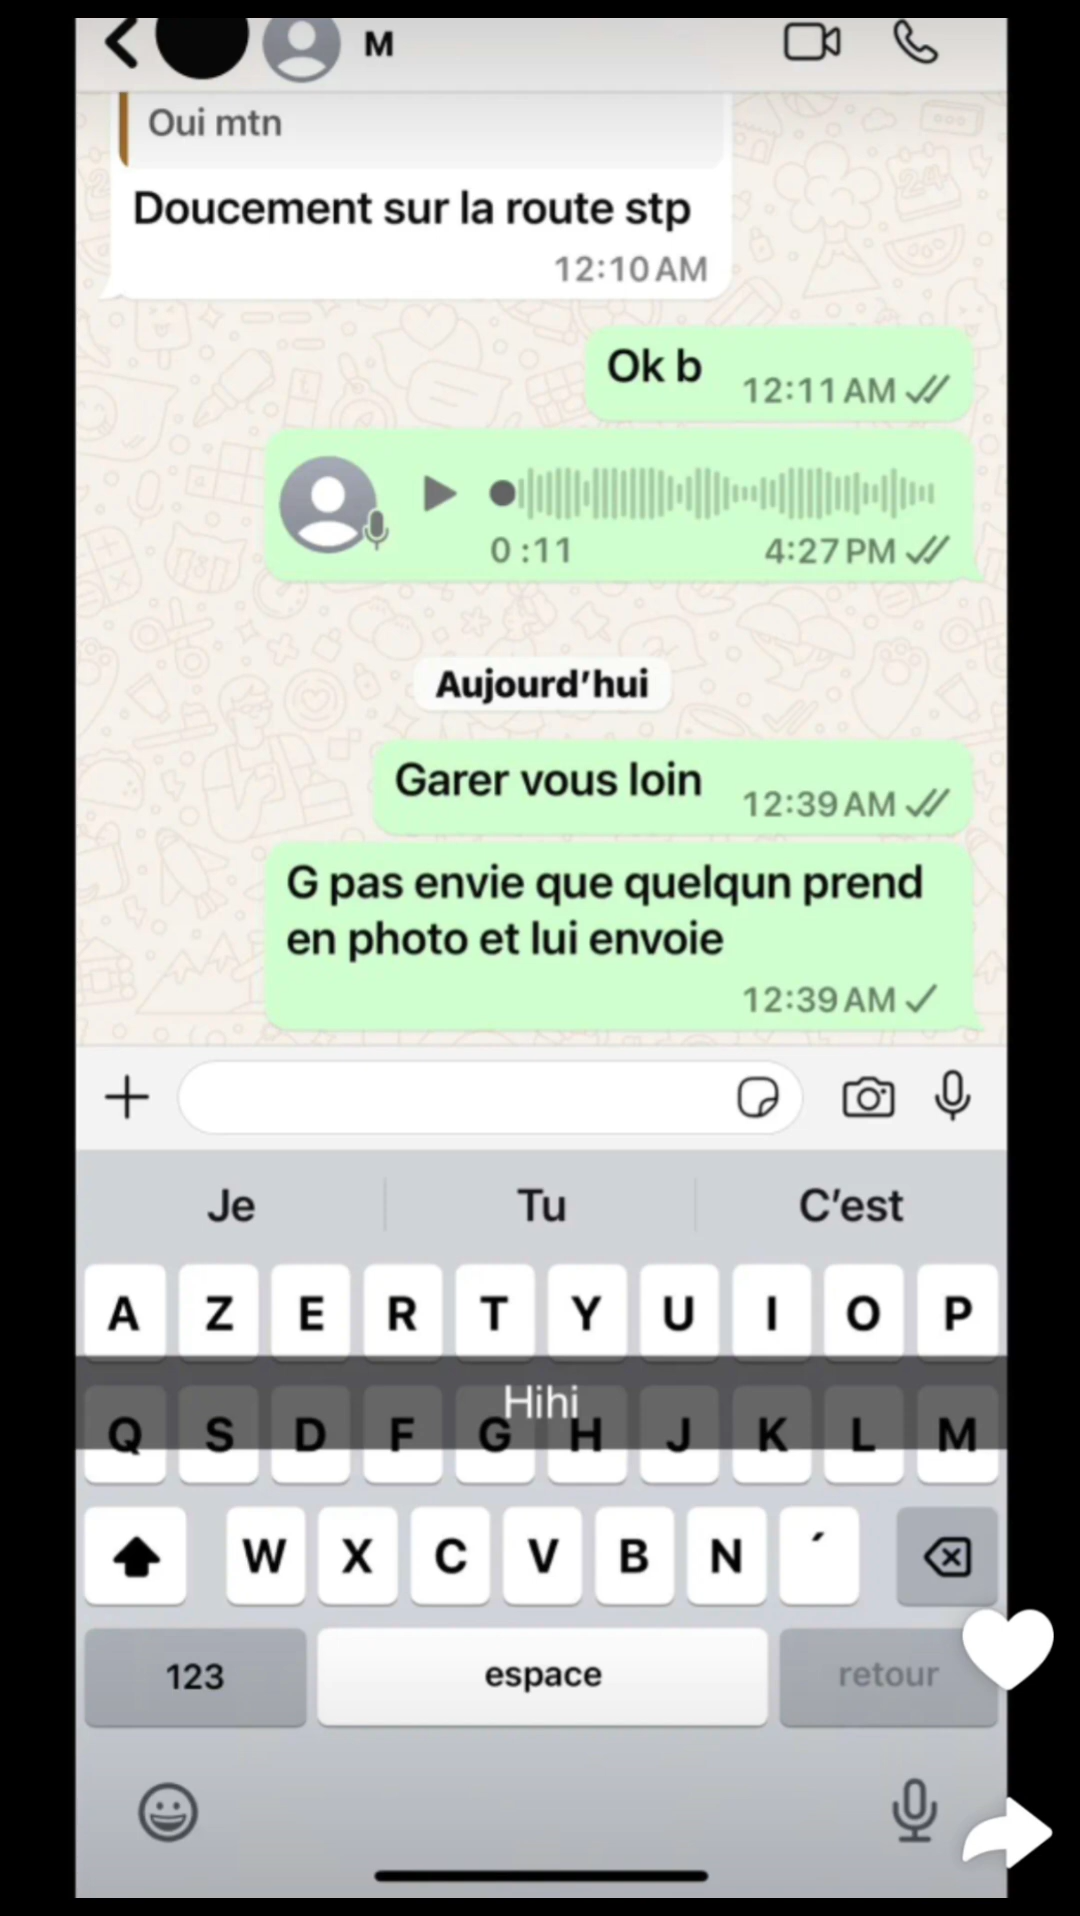 M
Oui mtn
Doucement sur la route stp
12:10 AM
Ok b
12:11 AM
0 :11
4:27 PM
Aujourd'hui
Garer vous loin
12:39 AM
G pas envie que quelqun prend
en photo et lui envoie
12:39 AM
Je Tu C'est
A Z E R T Y U I O P
Hihi
Q S D F G H J K L M
W X C V B N ´
123 espace retour